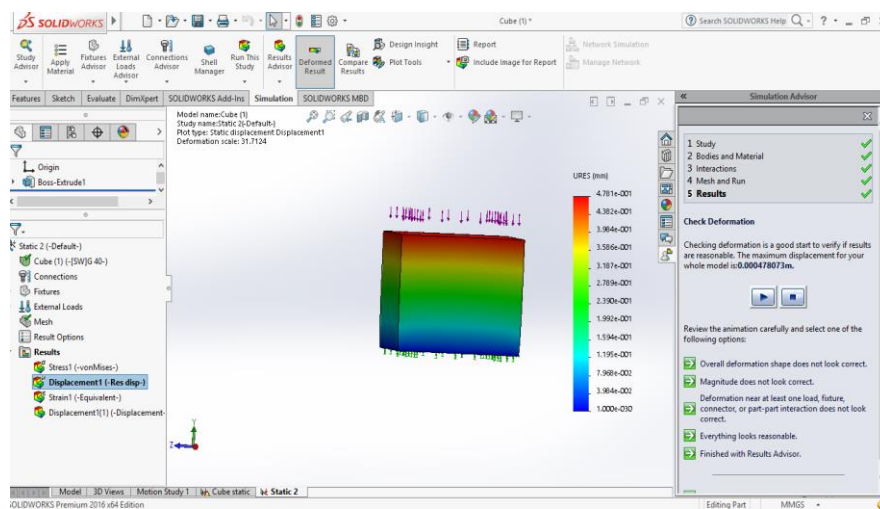 SOLIDWORKS
Cube (1) *
Search SOLIDWORKS Help
Study Advisor
Apply Material
Fixtures Advisor
External Loads Advisor
Connections Advisor
Shell Manager
Run This Study
Results Advisor
Deformed Result
Compare Results
Design Insight
Plot Tools
Report
Include Image for Report
Network Simulation
Manage Network
Features
Sketch
Evaluate
DimXpert
SOLIDWORKS Add-Ins
Simulation
SOLIDWORKS MBD
Simulation Advisor
Model name:Cube (1)
Study name:Static 2(-Default-)
Plot type: Static displacement Displacement1
Deformation scale: 31.7124
Origin
Boss-Extrude1
Static 2 (-Default-)
Cube (1) (-[SW]G 40-)
Connections
Fixtures
External Loads
Mesh
Result Options
Results
Stress1 (-vonMises-)
Displacement1 (-Res disp-)
Strain1 (-Equivalent-)
Displacement1(1) (-Displacement-
URES (mm)
4.781e-001
4.382e-001
3.984e-001
3.586e-001
3.187e-001
2.789e-001
2.390e-001
1.992e-001
1.594e-001
1.195e-001
7.968e-002
3.984e-002
1.000e-030
Y
Z
1 Study
2 Bodies and Material
3 Interactions
4 Mesh and Run
5 Results
Check Deformation
Checking deformation is a good start to verify if results
are reasonable. The maximum displacement for your
whole model is:0.000478073m.
Review the animation carefully and select one of the
following options:
Overall deformation shape does not look correct.
Magnitude does not look correct.
Deformation near at least one load, fixture,
connector, or part-part interaction does not look
correct.
Everything looks reasonable.
Finished with Results Advisor.
Model
3D Views
Motion Study 1
Cube static
Static 2
SOLIDWORKS Premium 2016 x64 Edition
Editing Part
MMGS